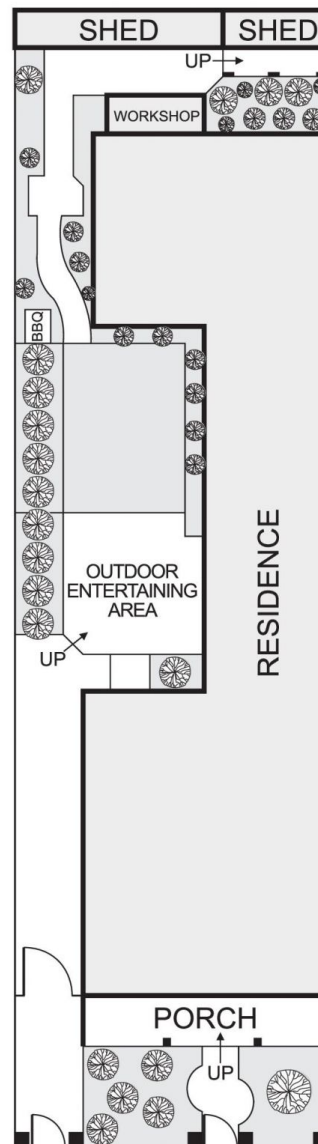 SHED
SHED
UP
WORKSHOP
BBQ
OUTDOOR
ENTERTAINING
AREA
UP
RESIDENCE
PORCH
UP